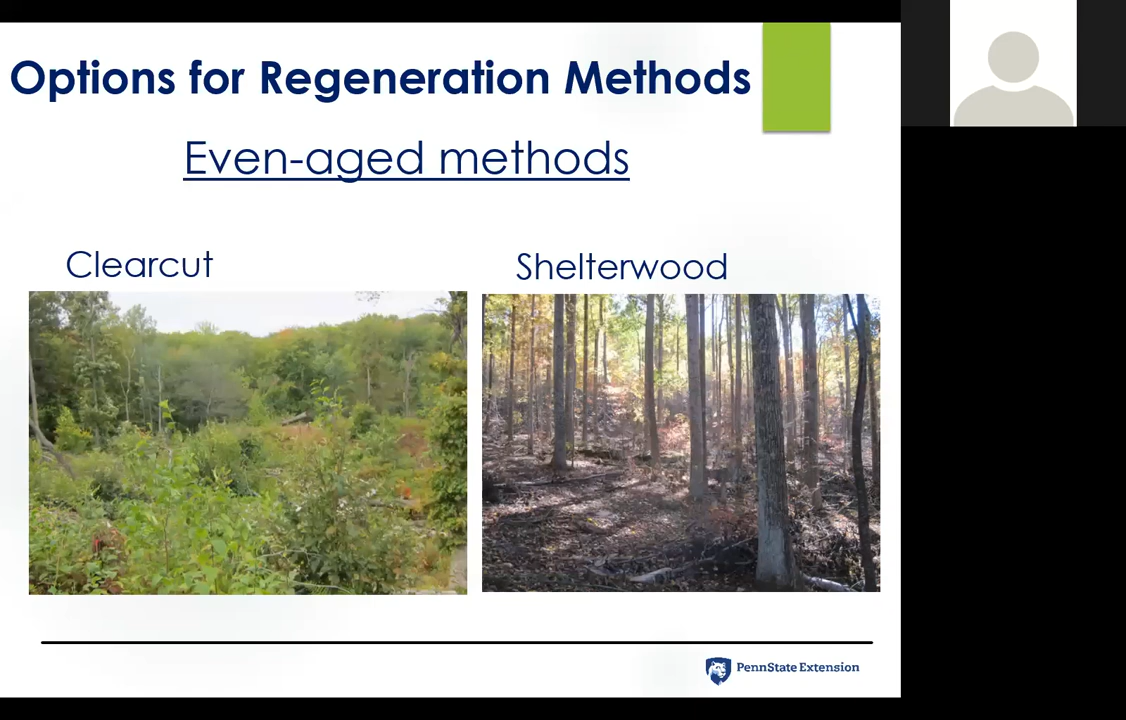 Options for Regeneration Methods
Even-aged methods
Clearcut
Shelterwood
PennState Extension